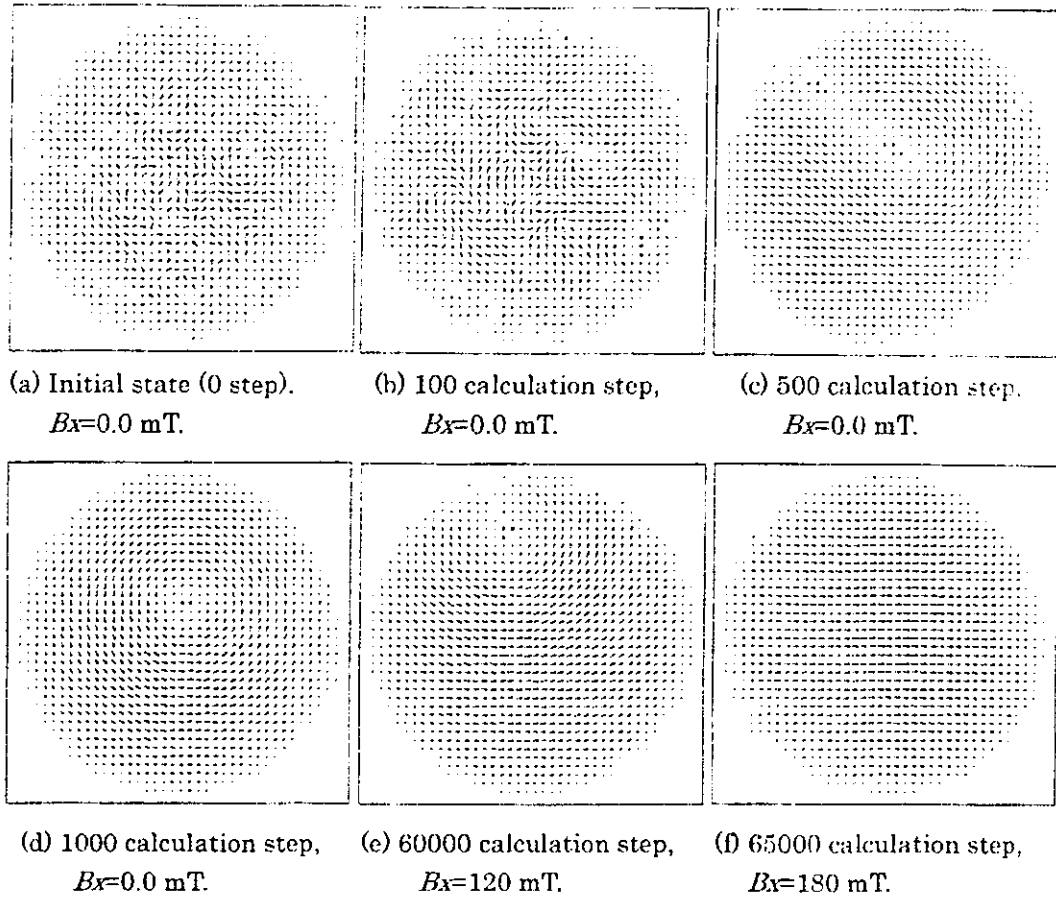 (a) Initial state (0 step).
Bx=0.0 mT.
(b) 100 calculation step,
Bx=0.0 mT.
(c) 500 calculation step.
Bx=0.0 mT.
(d) 1000 calculation step,
Bx=0.0 mT.
(e) 60000 calculation step,
Bx=120 mT.
(f) 65000 calculation step,
Bx=180 mT.